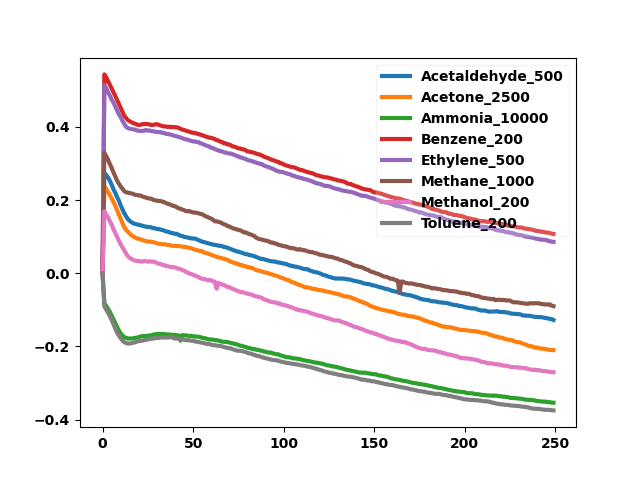 Acetaldehyde_500
Acetone_2500
Ammonia_10000
Benzene_200
Ethylene_500
Methane_1000
Methanol_200
Toluene_200
0.4
0.2
0.0
−0.2
−0.4
0 50 100 150 200 250